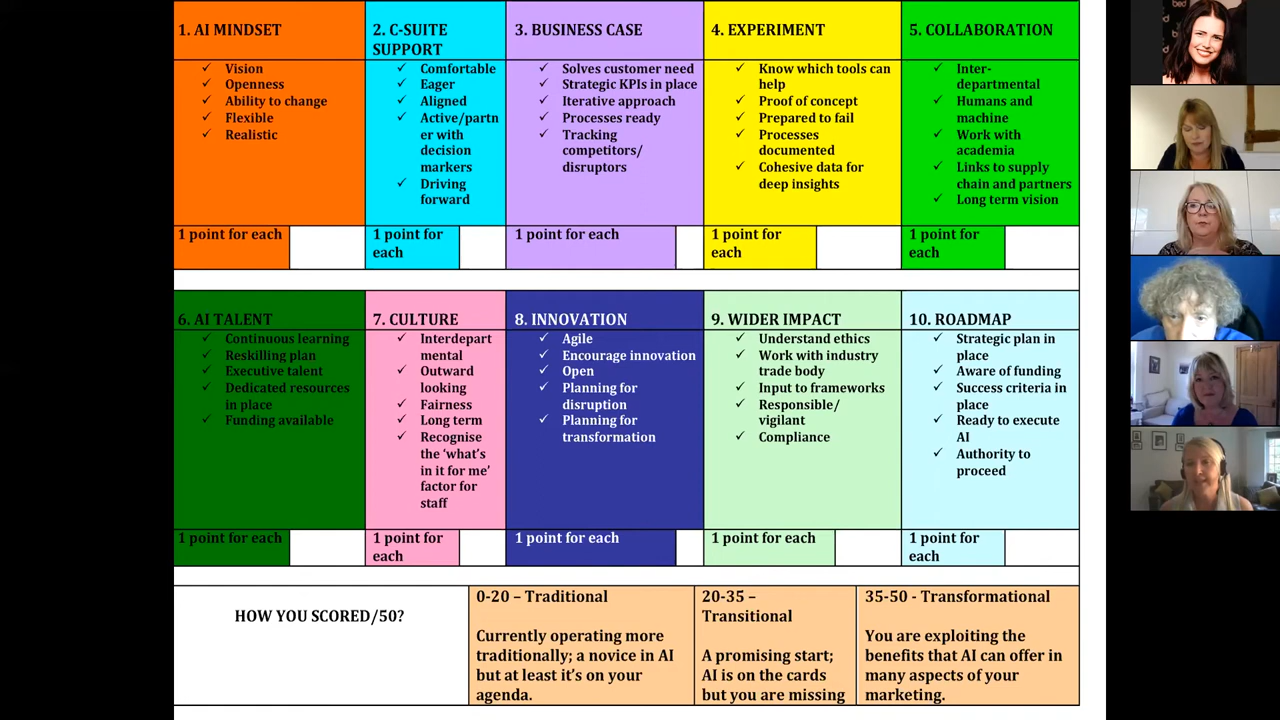 1. AI MINDSET
Vision
Openness
Ability to change
Flexible
Realistic
1 point for each
2. C-SUITE
SUPPORT
Comfortable
Eager
Aligned
Active/partn
er with
decision
markers
Driving
forward
1 point for
each
3. BUSINESS CASE
Solves customer need
Strategic KPIs in place
Iterative approach
Processes ready
Tracking
competitors/
disruptors
1 point for each
4. EXPERIMENT
Know which tools can
help
Proof of concept
Prepared to fail
Processes
documented
Cohesive data for
deep insights
1 point for
each
5. COLLABORATION
Inter-
departmental
Humans and
machine
Work with
academia
Links to supply
chain and partners
Long term vision
1 point for
each
6. AI TALENT
Continuous learning
Reskilling plan
Executive talent
Dedicated resources
in place
Funding available
1 point for each
7. CULTURE
Interdepart
mental
Outward
looking
Fairness
Long term
Recognise
the ‘what’s
in it for me’
factor for
staff
1 point for
each
8. INNOVATION
Agile
Encourage innovation
Open
Planning for
disruption
Planning for
transformation
1 point for each
9. WIDER IMPACT
Understand ethics
Work with industry
trade body
Input to frameworks
Responsible/
vigilant
Compliance
1 point for each
10. ROADMAP
Strategic plan in
place
Aware of funding
Success criteria in
place
Ready to execute
AI
Authority to
proceed
1 point for
each
HOW YOU SCORED/50?
0-20 – Traditional
Currently operating more
traditionally; a novice in AI
but at least it’s on your
agenda.
20-35 –
Transitional
A promising start;
AI is on the cards
but you are missing
35-50 - Transformational
You are exploiting the
benefits that AI can offer in
many aspects of your
marketing.